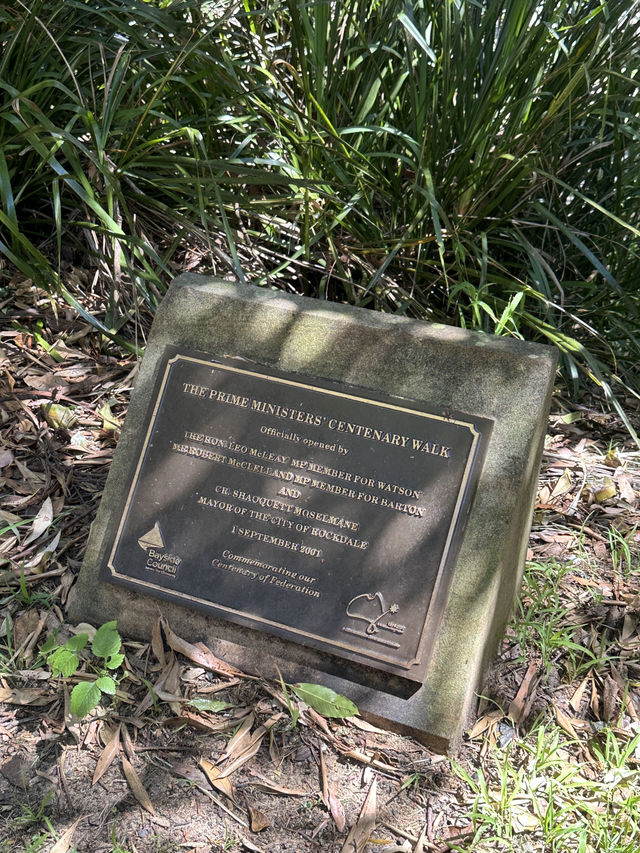 THE PRIME MINISTERS' CENTENARY WALK
Officially opened by
THE HON. LEO McLEAY MP MEMBER FOR WATSON
MR ROBERT McCLELLAND MP MEMBER FOR BARTON
AND
CR. SHAOQUETT MOSELMANE
MAYOR OF THE CITY OF ROCKDALE
1 SEPTEMBER 2001
Commemorating our
Centenary of Federation
Bayside
Council